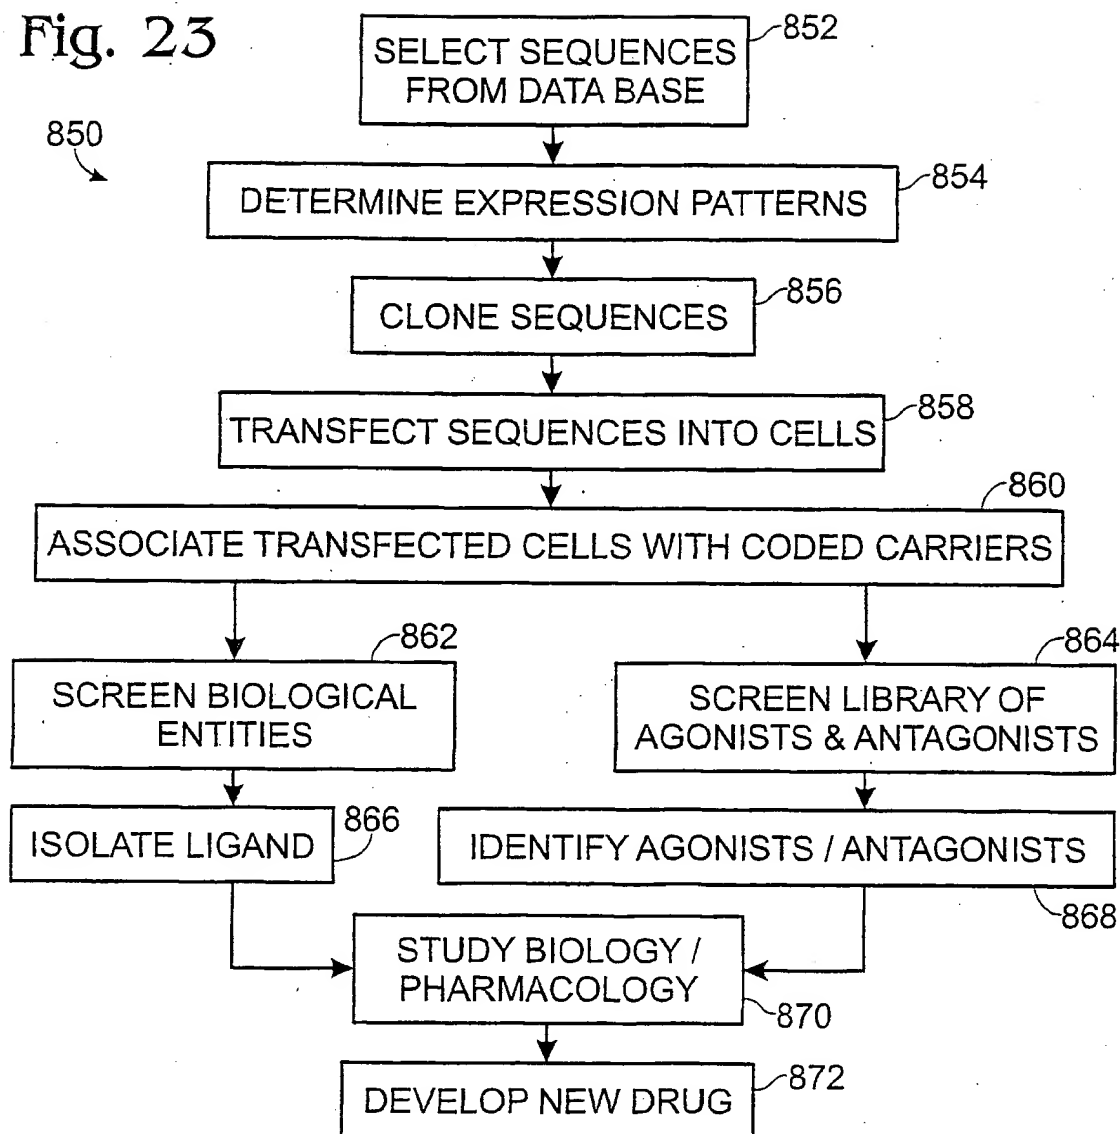 Fig. 23
850
852
SELECT SEQUENCES
FROM DATA BASE
854
DETERMINE EXPRESSION PATTERNS
856
CLONE SEQUENCES
858
TRANSFECT SEQUENCES INTO CELLS
860
ASSOCIATE TRANSFECTED CELLS WITH CODED CARRIERS
862
SCREEN BIOLOGICAL
ENTITIES
864
SCREEN LIBRARY OF
AGONISTS & ANTAGONISTS
ISOLATE LIGAND
866
IDENTIFY AGONISTS / ANTAGONISTS
868
STUDY BIOLOGY /
PHARMACOLOGY
870
872
DEVELOP NEW DRUG